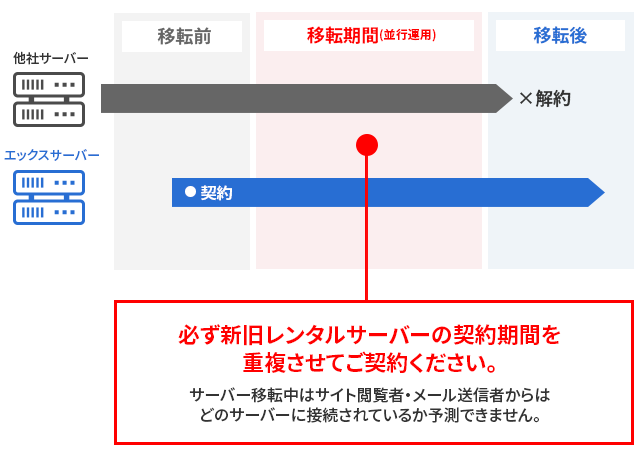 移転前
移転期間(並行運用)
移転後
他社サーバー
×解約
エックスサーバー
契約
必ず新旧レンタルサーバーの契約期間を
重複させてご契約ください。
サーバー移転中はサイト閲覧者・メール送信者からは
どのサーバーに接続されているか予測できません。